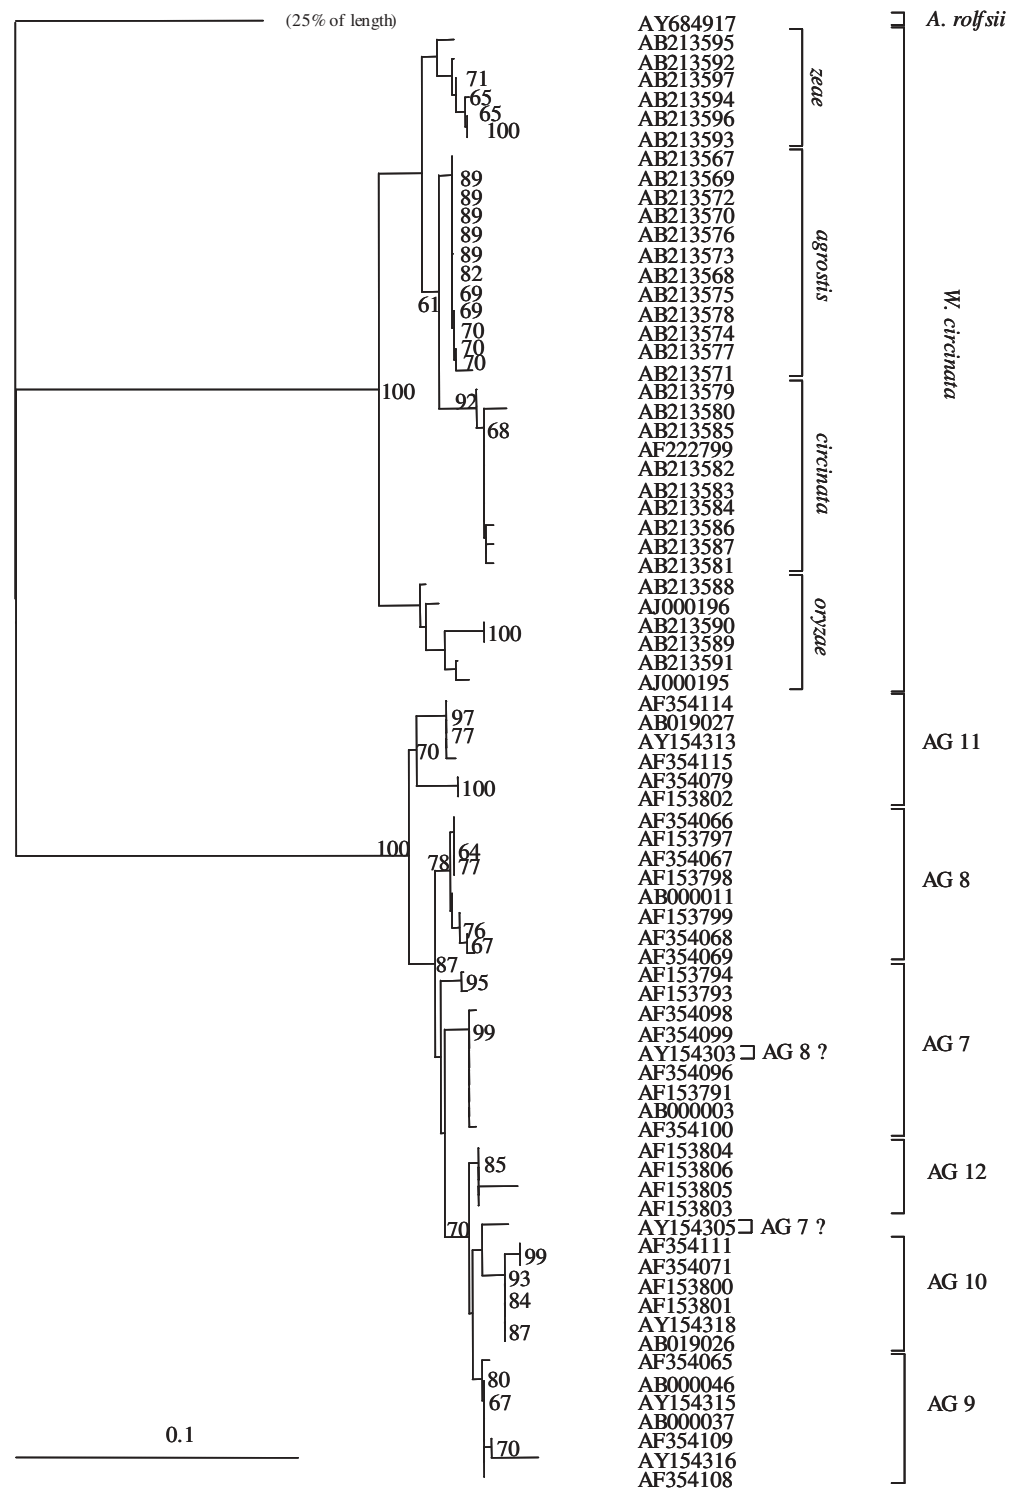 (25% of length)
AY684917
A. rolfsii
AB213595
AB213592
71
AB213597
65
AB213594
65
AB213596
100
AB213593
zeae
AB213567
89
AB213569
89
AB213572
89
AB213570
89
AB213576
89
AB213573
82
AB213568
69
AB213575
61
69
AB213578
70
AB213574
70
AB213577
70
AB213571
agrostis
W. circinata
100
92
AB213579
AB213580
68
AB213585
AF222799
AB213582
AB213583
AB213584
AB213586
AB213587
AB213581
circinata
AB213588
AJ000196
100
AB213590
AB213589
AB213591
AJ000195
oryzae
AF354114
97
AB019027
77
AY154313
70
AF354115
AF354079
100
AF153802
AG 11
AF354066
AF153797
100
78
64
AF354067
77
AF153798
AB000011
AF153799
76
AF354068
67
AF354069
AG 8
87
AF153794
95
AF153793
AF354098
99
AF354099
AY154303
AG 8 ?
AF354096
AF153791
AB000003
AF354100
AG 7
AF153804
85
AF153806
AF153805
AF153803
AG 12
70
AY154305
AG 7 ?
AF354111
99
AF354071
93
AF153800
84
AF153801
87
AY154318
AB019026
AG 10
AF354065
80
AB000046
67
AY154315
AB000037
70
AF354109
AY154316
AF354108
AG 9
0.1